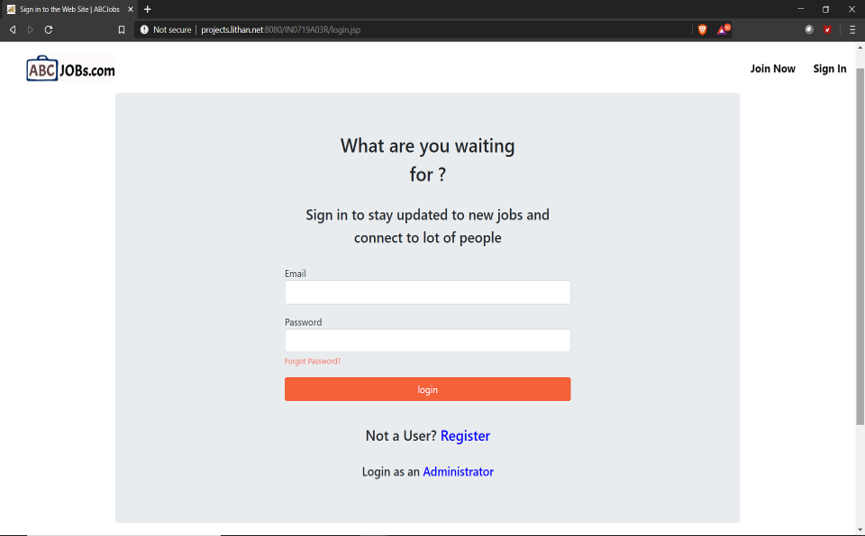 Sign in to the Web Site | ABCJobs
Not secure | projects.lithan.net:8080/IN0719A03R/login.jsp
ABC JOBs.com
Join Now
Sign In
What are you waiting
for ?
Sign in to stay updated to new jobs and
connect to lot of people
Email
Password
Forgot Password?
login
Not a User? Register
Login as an Administrator